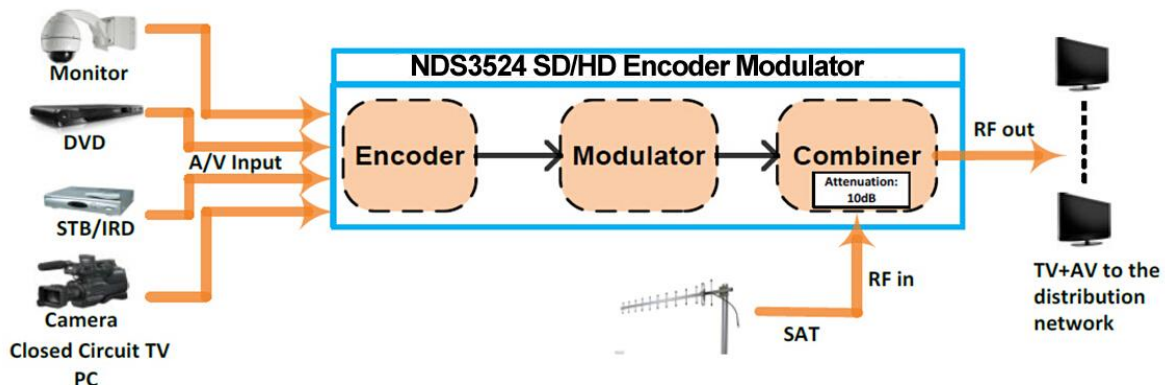 Monitor
DVD
A/V Input
STB/IRD
Camera
Closed Circuit TV
PC
NDS3524 SD/HD Encoder Modulator
Encoder
Modulator
Combiner
Attenuation:
10dB
RF in
SAT
RF out
TV+AV to the
distribution
network